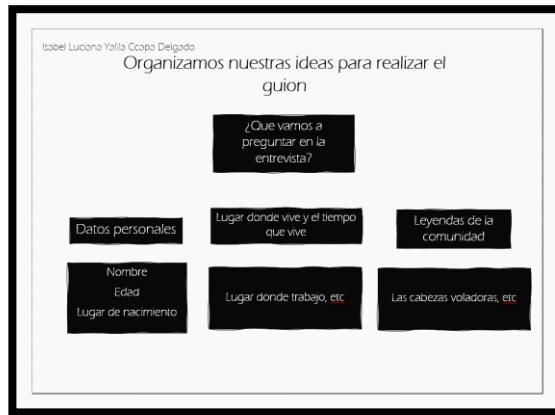 Isabel Luciana Yalila Ccapa Delgado
Organizamos nuestras ideas para realizar el
guion
¿Que vamos a
preguntar en la
entrevista?
Datos personales
Lugar donde vive y el tiempo
que vive
Leyendas de la
comunidad
Nombre
Edad
Lugar de nacimiento
Lugar donde trabajo, etc
Las cabezas voladoras, etc